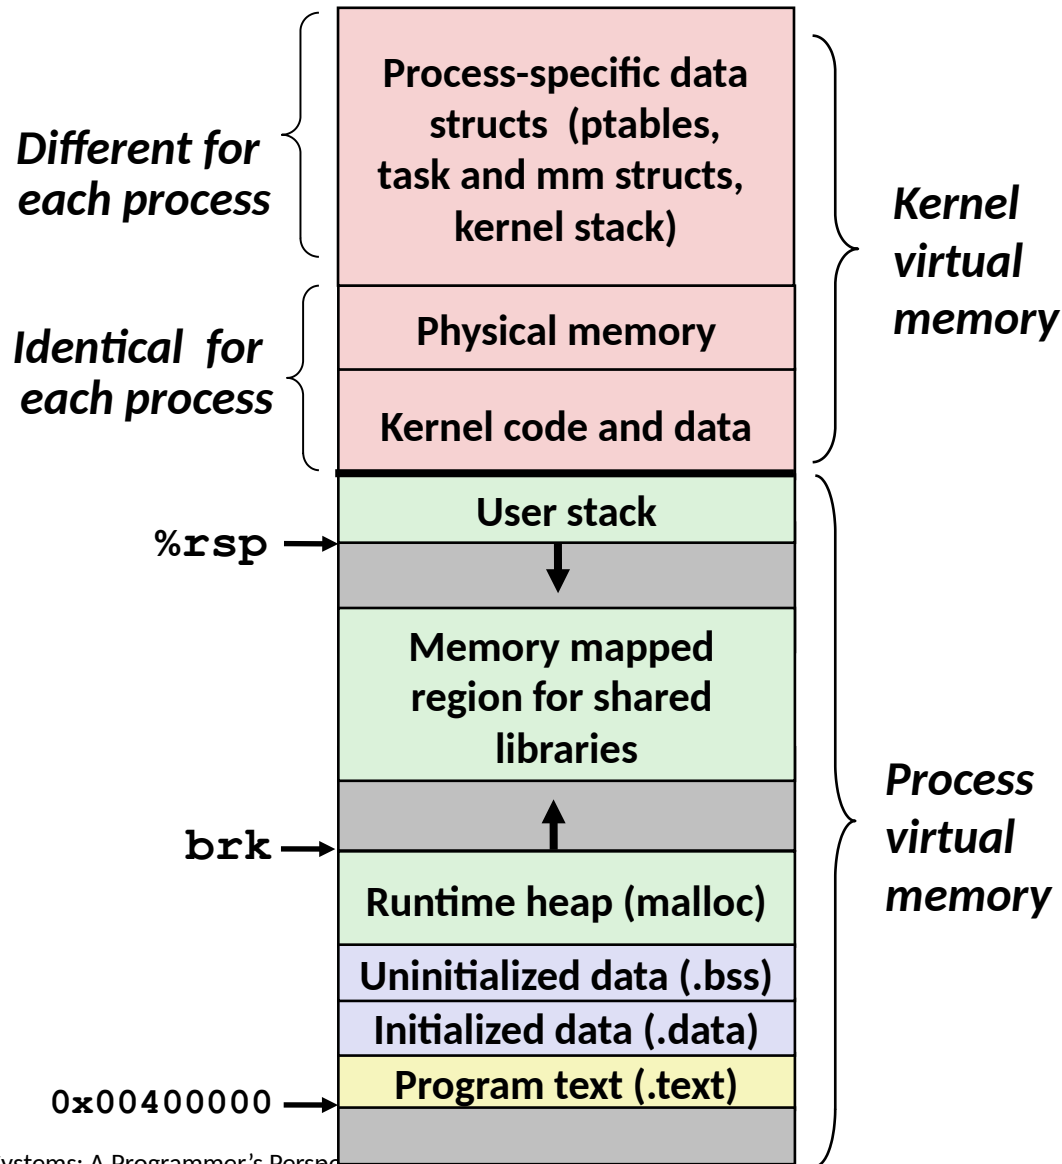 Process-specific data
structs (ptables,
task and mm structs,
kernel stack)
Different for
each process
Kernel
virtual
memory
Physical memory
Identical for
each process
Kernel code and data
User stack
%rsp
Memory mapped
region for shared
libraries
Process
virtual
memory
brk
Runtime heap (malloc)
Uninitialized data (.bss)
Initialized data (.data)
Program text (.text)
0x00400000
A Programmer’s